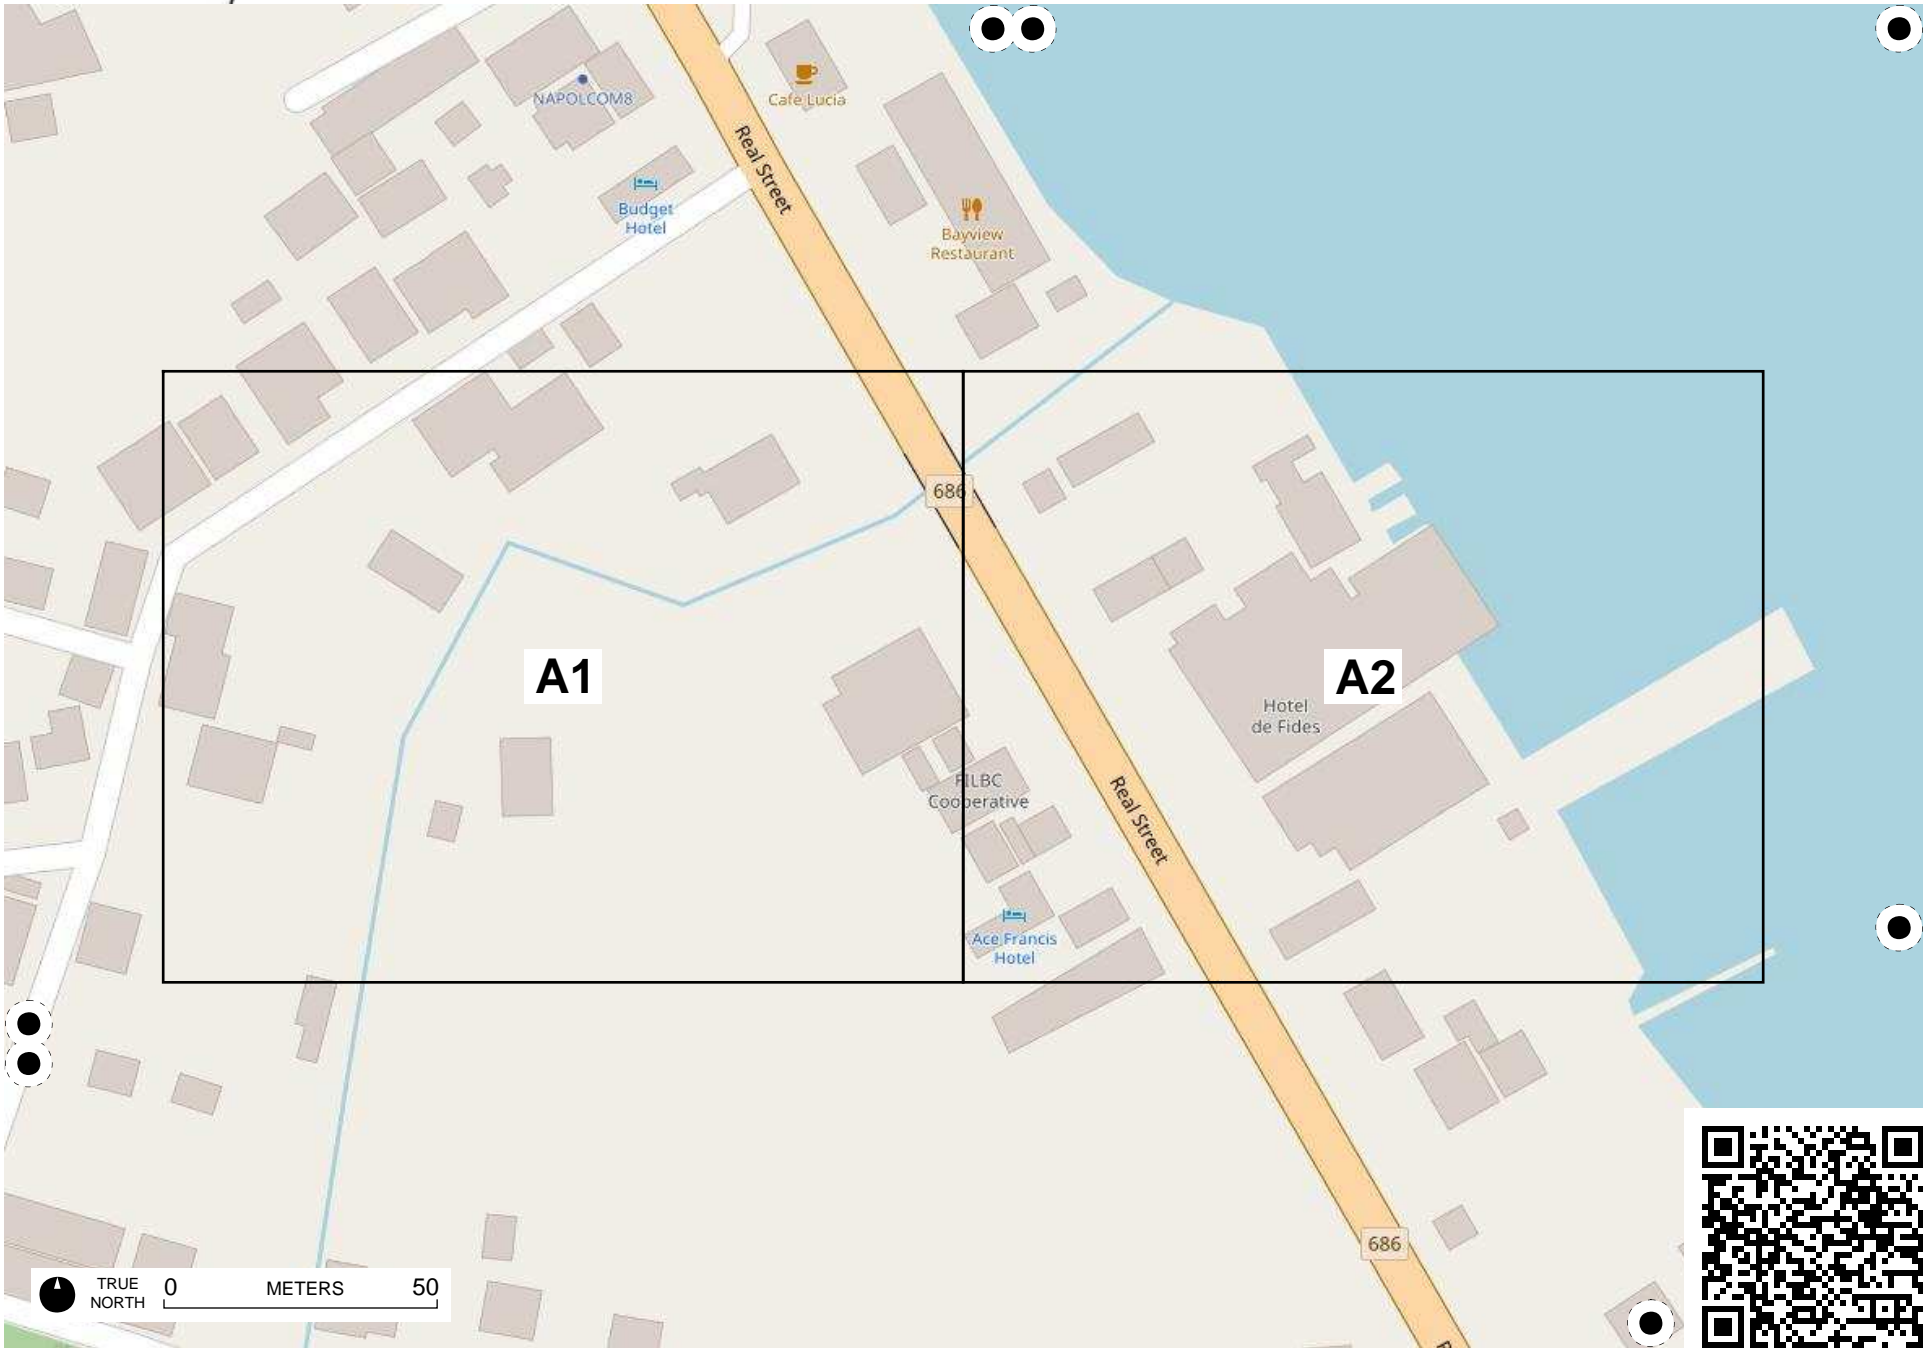 NAPOLCOM8
Cafe Lucia
Real Street
Budget
Hotel
Bayview
Restaurant
686
A1
A2
Hotel
de Fides
FILBC
Cooperative
Real Street
Ace Francis
Hotel
686
TRUE
NORTH
0 METERS 50